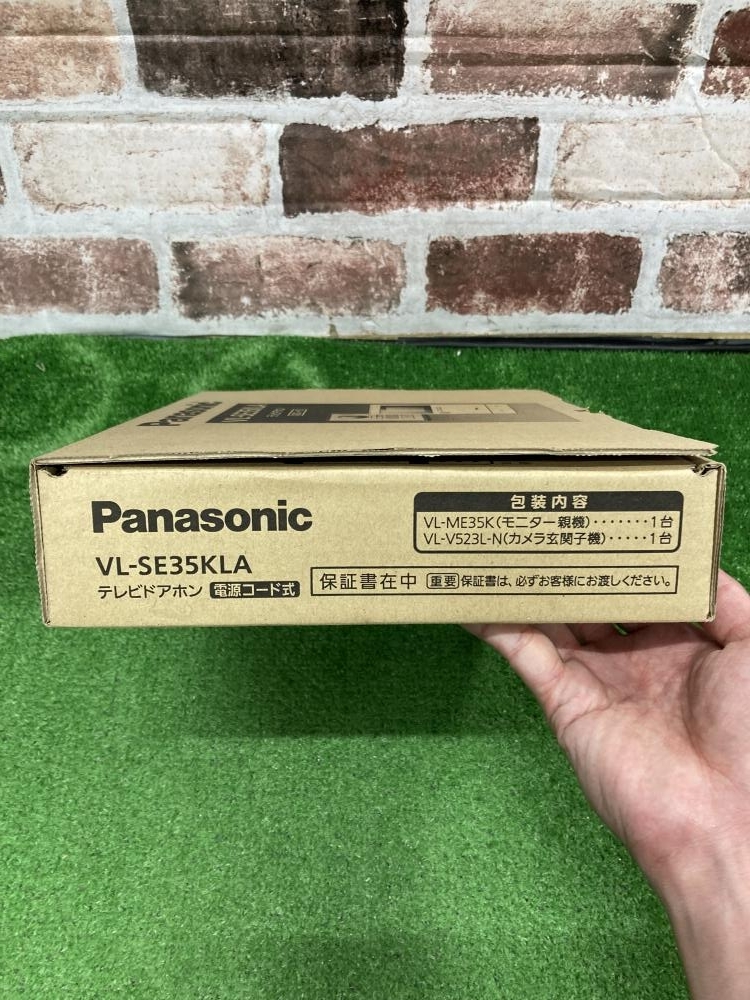 Panasonic
Panasonic
VL-SE35KLA
テレビドアホン 電源コード式
包装内容
VL-ME35K(モニター親機)・・・・・・・1台
VL-V523L-N(カメラ玄関子機)・・・・・1台
保証書在中 重要 保証書は、必ずお客様にお渡しください。